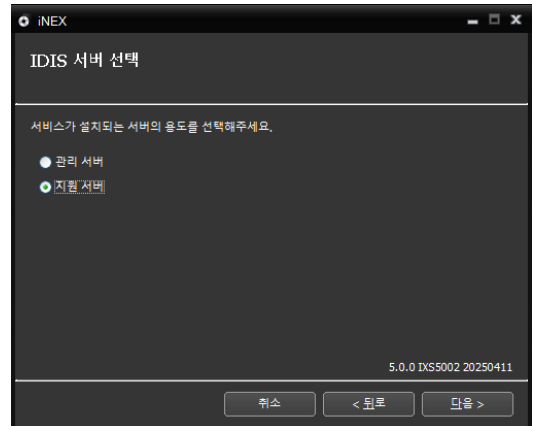 iNEX
IDIS 서버 선택
서비스가 설치되는 서버의 용도를 선택해주세요.
관리 서버
지원 서버
5.0.0 IXS5002 20250411
취소
< 뒤로
다음 >